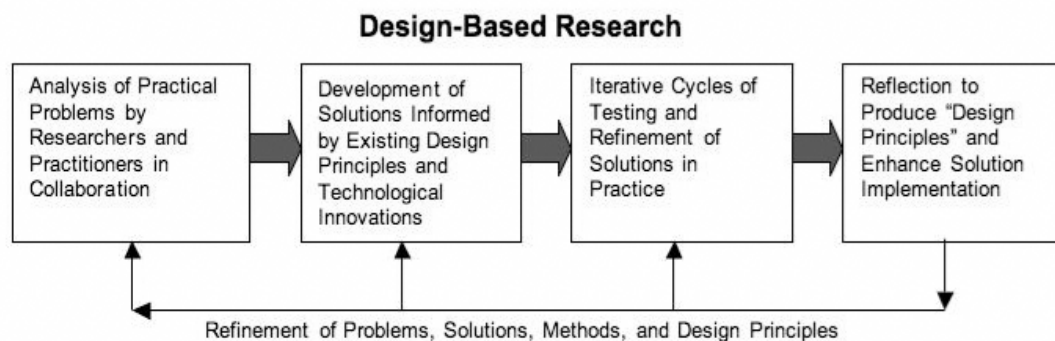 Design-Based Research
Analysis of Practical
Problems by
Researchers and
Practitioners in
Collaboration
Development of
Solutions Informed
by Existing Design
Principles and
Technological
Innovations
Iterative Cycles of
Testing and
Refinement of
Solutions in
Practice
Reflection to
Produce “Design
Principles” and
Enhance Solution
Implementation
Refinement of Problems, Solutions, Methods, and Design Principles